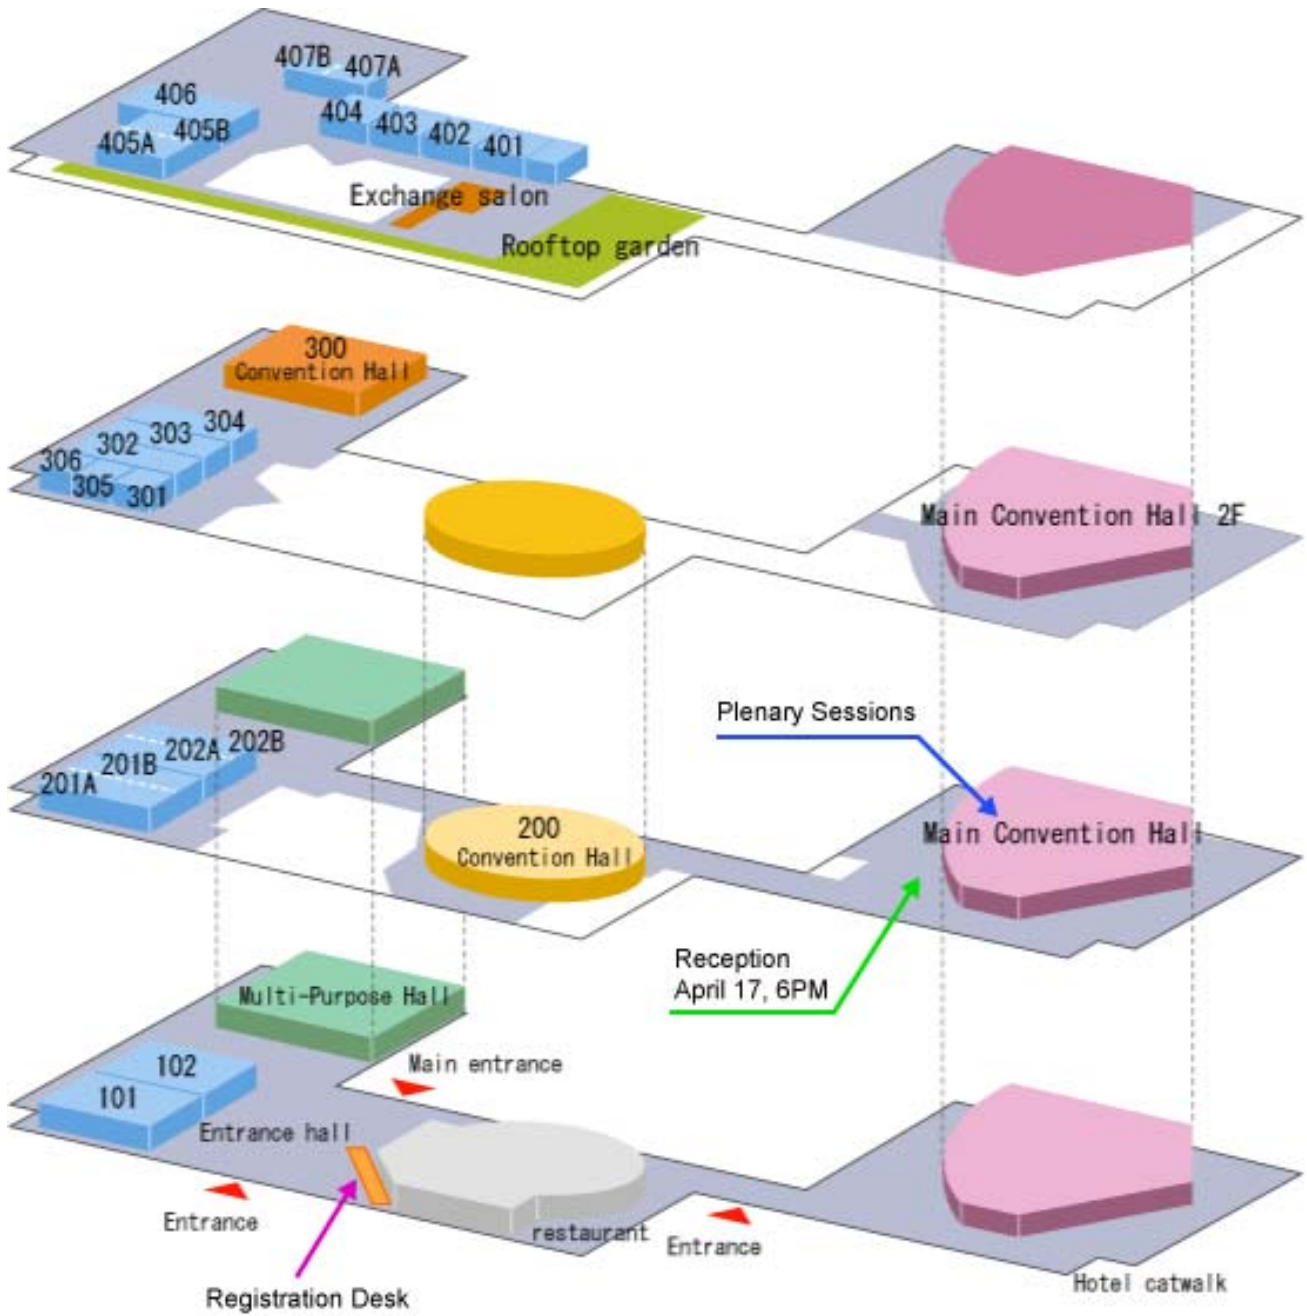 407B
407A
406
404
403
402
401
405A
405B
Exchange salon
Rooftop garden
300
Convention Hall
304
303
302
306
305
301
Main Convention Hall 2F
Plenary Sessions
202B
202A
201B
201A
200
Convention Hall
Main Convention Hall
Reception
April 17, 6PM
Multi-Purpose Hall
Main entrance
102
101
Entrance hall
Entrance
restaurant
Entrance
Hotel catwalk
Registration Desk